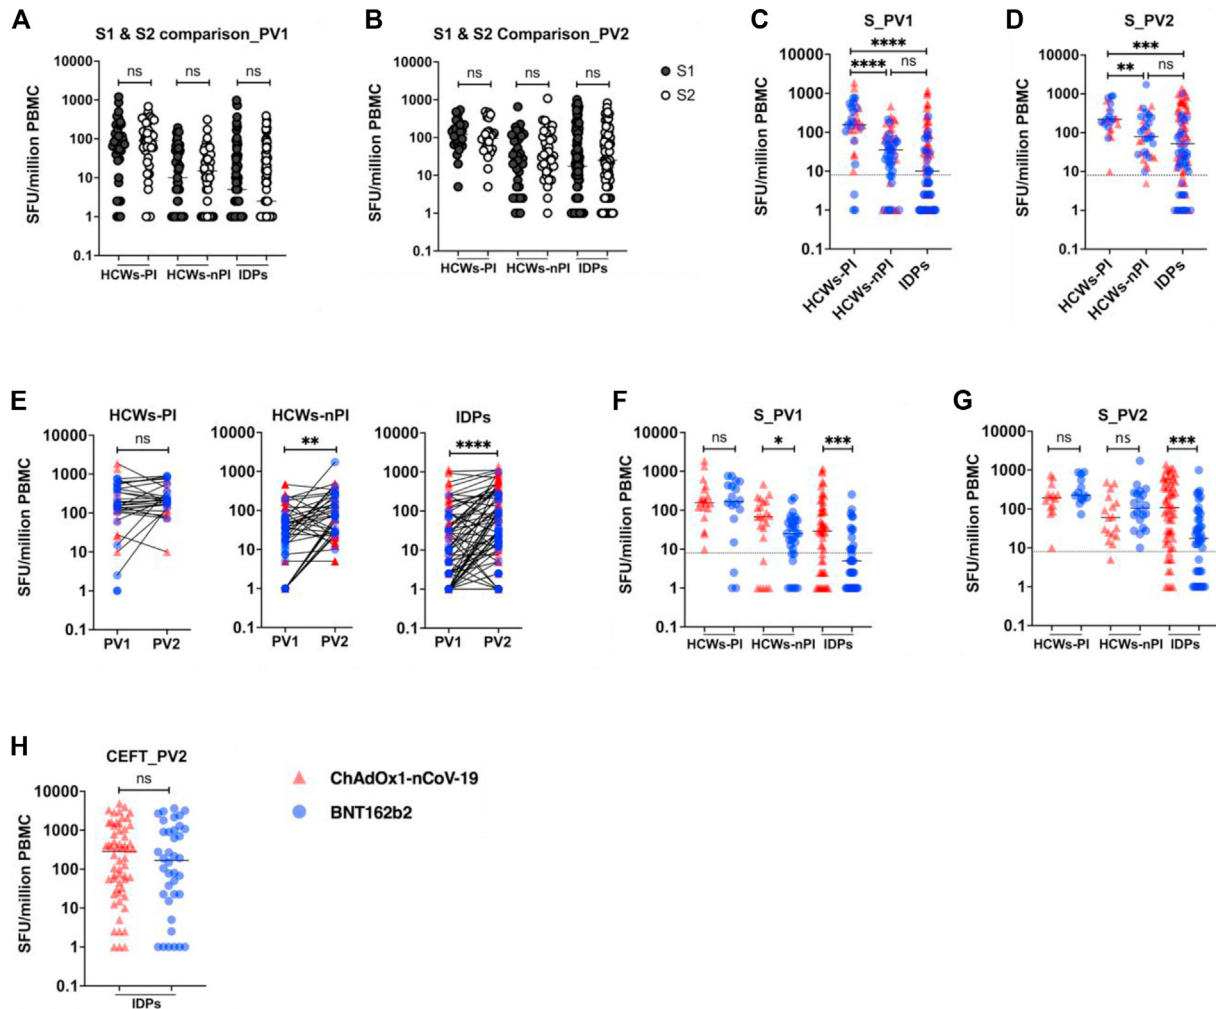 A
S1 & S2 comparison_PV1
SFU/million PBMC
10000
1000
100
10
1
0.1
ns
ns
ns
HCWs-PI
HCWs-nPI
IDPs
B
S1 & S2 Comparison_PV2
SFU/million PBMC
10000
1000
100
10
1
0.1
ns
ns
ns
HCWs-PI
HCWs-nPI
IDPs
S1
S2
C
S_PV1
SFU/million PBMC
10000
1000
100
10
1
0.1
****
****
ns
HCWs-PI
HCWs-nPI
IDPs
D
S_PV2
SFU/million PBMC
10000
1000
100
10
1
0.1
***
**
ns
HCWs-PI
HCWs-nPI
IDPs
E
HCWs-PI
SFU/million PBMC
10000
1000
100
10
1
0.1
ns
PV1
PV2
HCWs-nPI
10000
1000
100
10
1
0.1
**
PV1
PV2
IDPs
10000
1000
100
10
1
0.1
****
PV1
PV2
F
S_PV1
SFU/million PBMC
10000
1000
100
10
1
0.1
ns
*
***
HCWs-PI
HCWs-nPI
IDPs
G
S_PV2
SFU/million PBMC
10000
1000
100
10
1
0.1
ns
ns
***
HCWs-PI
HCWs-nPI
IDPs
H
CEFT_PV2
SFU/million PBMC
10000
1000
100
10
1
0.1
ns
IDPs
ChAdOx1-nCoV-19
BNT162b2